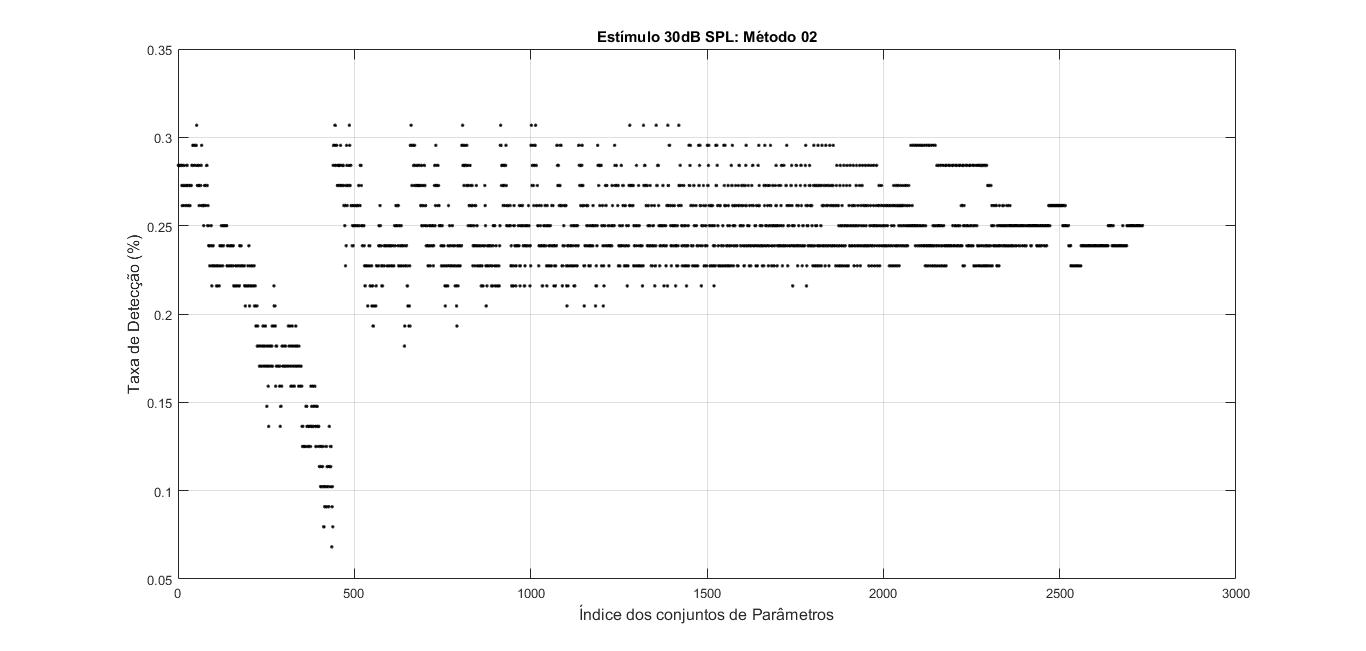 Estímulo 30dB SPL: Método 02
Taxa de Detecção (%)
0.35
0.3
0.25
0.2
0.15
0.1
0.05
0 500 1000 1500 2000 2500 3000
Índice dos conjuntos de Parâmetros